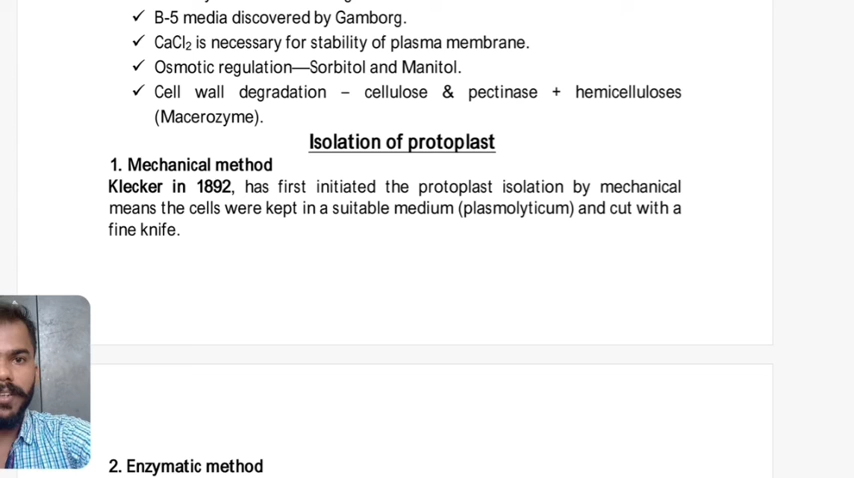 ✓ B-5 media discovered by Gamborg.
✓ CaCl₂ is necessary for stability of plasma membrane.
✓ Osmotic regulation—Sorbitol and Manitol.
✓ Cell wall degradation – cellulose & pectinase + hemicelluloses
(Macerozyme).
Isolation of protoplast
1. Mechanical method
Klecker in 1892, has first initiated the protoplast isolation by mechanical
means the cells were kept in a suitable medium (plasmolyticum) and cut with a
fine knife.
2. Enzymatic method